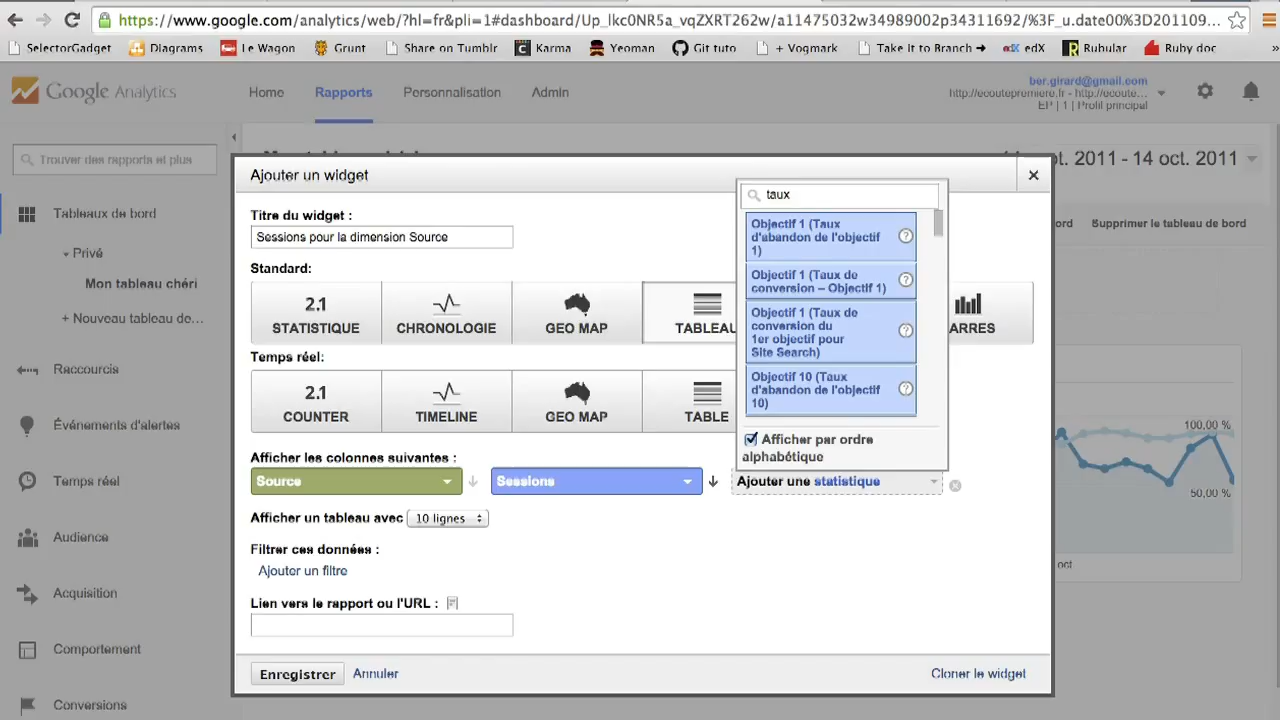 https://www.google.com/analytics/web/?hl=fr&pli=1#dashboard/Up_lkc0NR5a_vqZXRT262w/a11475032w34989002p34311692/%3F_u.date00%3D201109...
SelectorGadget Diagrams Le Wagon Grunt Share on Tumblr Karma Yeoman Git tuto + Vogmark Take It to Branch → edX Rubular Ruby doc »
Google Analytics Home Rapports Personnalisation Admin
ber.girard@gmail.com
http://ecoutepremiere.fr - http://ecoute...
EP | 1 | Profil principal
Trouver des rapports et plus
oct. 2011 - 14 oct. 2011
Tableaux de bord
Privé
Mon tableau chéri
+ Nouveau tableau de...
Raccourcis
Événements d'alertes
Temps réel
Audience
Acquisition
Comportement
Conversions
Supprimer le tableau de bord
Ajouter un widget
Titre du widget :
Sessions pour la dimension Source
Standard:
2.1
STATISTIQUE CHRONOLOGIE GEO MAP TABLEAU ARRES
Temps réel:
2.1
COUNTER TIMELINE GEO MAP TABLE
taux
Objectif 1 (Taux
d'abandon de l'objectif
1)
Objectif 1 (Taux de
conversion – Objectif 1)
Objectif 1 (Taux de
conversion du
1er objectif pour
Site Search)
Objectif 10 (Taux
d'abandon de l'objectif
10)
Afficher par ordre
alphabétique
Afficher les colonnes suivantes :
Source Sessions Ajouter une statistique
Afficher un tableau avec 10 lignes
Filtrer ces données :
Ajouter un filtre
Lien vers le rapport ou l'URL :
Enregistrer Annuler Cloner le widget
100,00 %
50,00 %
oct